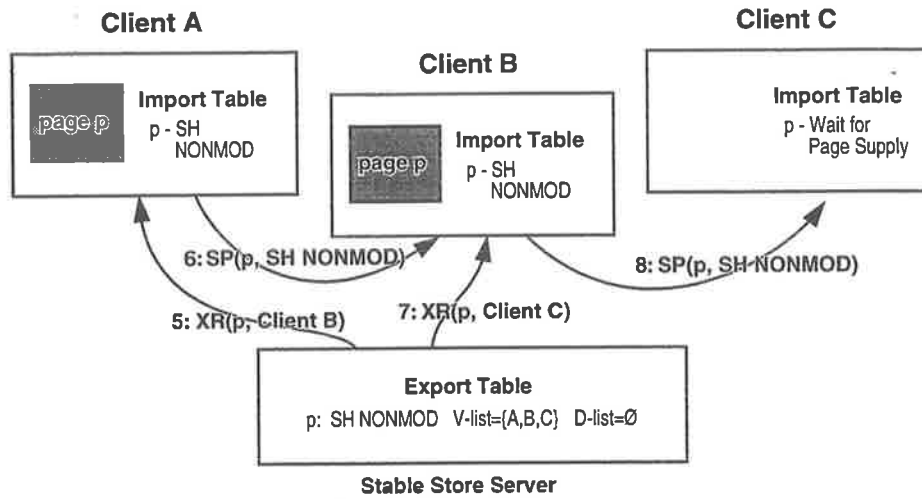 Client A
Client B
Client C
page p
Import Table
p - SH
NONMOD
page p
Import Table
p - SH
NONMOD
Import Table
p - Wait for
Page Supply
6: SP(p, SH NONMOD)
8: SP(p, SH NONMOD)
5: XR(p, Client B)
7: XR(p, Client C)
Export Table
p: SH NONMOD V-list={A,B,C} D-list=Ø
Stable Store Server